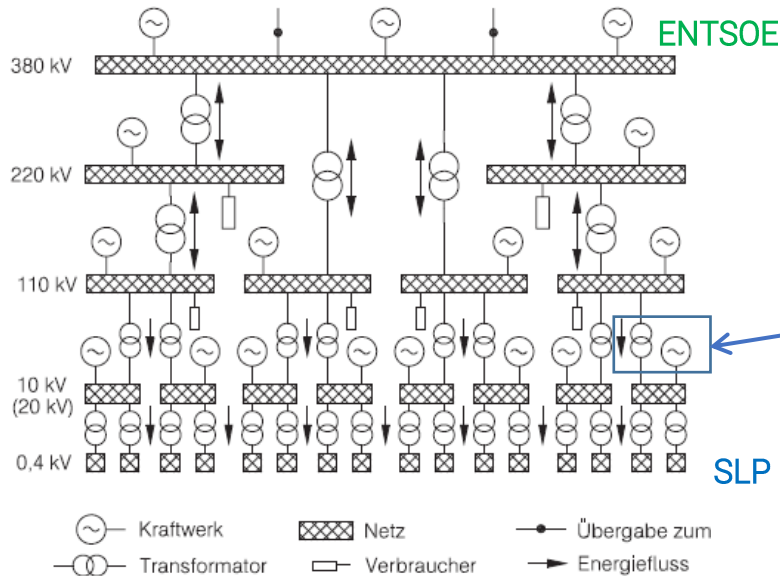 ENTSOE
380 kV
220 kV
110 kV
10 kV
(20 kV)
0,4 kV
SLP
Kraftwerk
Netz
Übergabe zum
Transformator
Verbraucher
Energiefluss